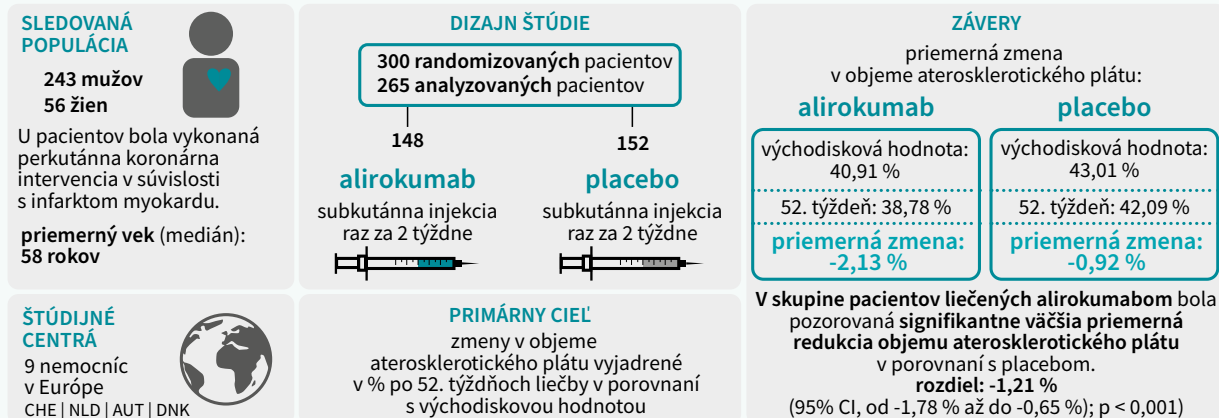 SLEDOVANÁ
POPULÁCIA
243 mužov
56 žien
U pacientov bola vykonaná
perkutánna koronárna
intervencia v súvislosti
s infarktom myokardu.
priemerný vek (medián):
58 rokov
ŠTÚDIJNÉ
CENTRÁ
9 nemocníc
v Európe
CHE | NLD | AUT | DNK
DIZAJN ŠTÚDIE
300 randomizovaných pacientov
265 analyzovaných pacientov
148
152
alirokumab
placebo
subkutánna injekcia
raz za 2 týždne
subkutánna injekcia
raz za 2 týždne
PRIMÁRNY CIEĽ
zmeny v objeme
aterosklerotického plátu vyjadrené
v % po 52. týždňoch liečby v porovnaní
s východiskovou hodnotou
ZÁVERY
priemerná zmena
v objeme aterosklerotického plátu:
alirokumab
východisková hodnota:
40,91 %
52. týždeň: 38,78 %
priemerná zmena:
-2,13 %
placebo
východisková hodnota:
43,01 %
52. týždeň: 42,09 %
priemerná zmena:
-0,92 %
V skupine pacientov liečených alirokumabom bola
pozorovaná signifikantne väčšia priemerná
redukcia objemu aterosklerotického plátu
v porovnaní s placebom.
rozdiel: -1,21 %
(95% CI, od -1,78 % až do -0,65 %); p < 0,001)